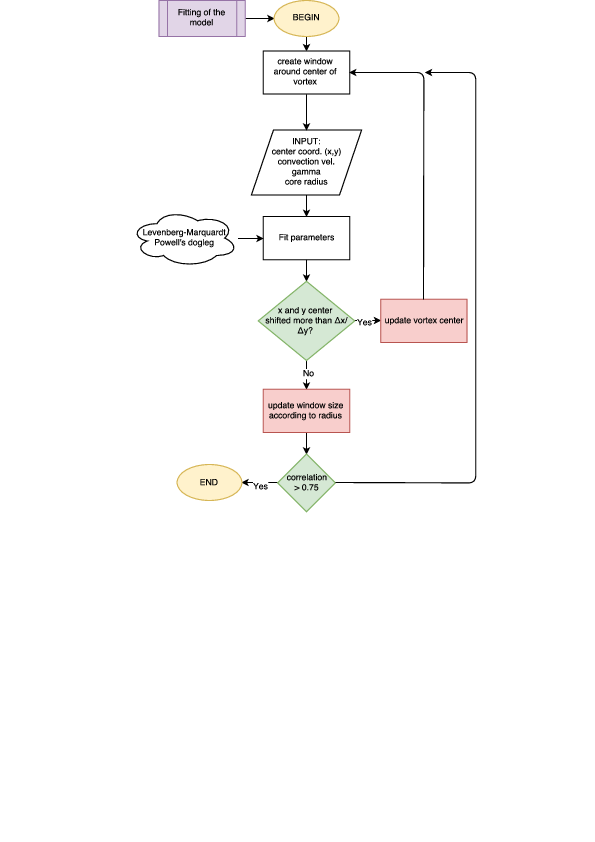 Fitting of the
model
BEGIN
create window
around center of
vortex
INPUT:
center coord. (x,y)
convection vel.
gamma
core radius
Levenberg-Marquardt
Powell's dogleg
Fit parameters
x and y center
shifted more than Δx/
Δy?
Yes
update vortex center
No
update window size
according to radius
correlation
> 0.75
Yes
END